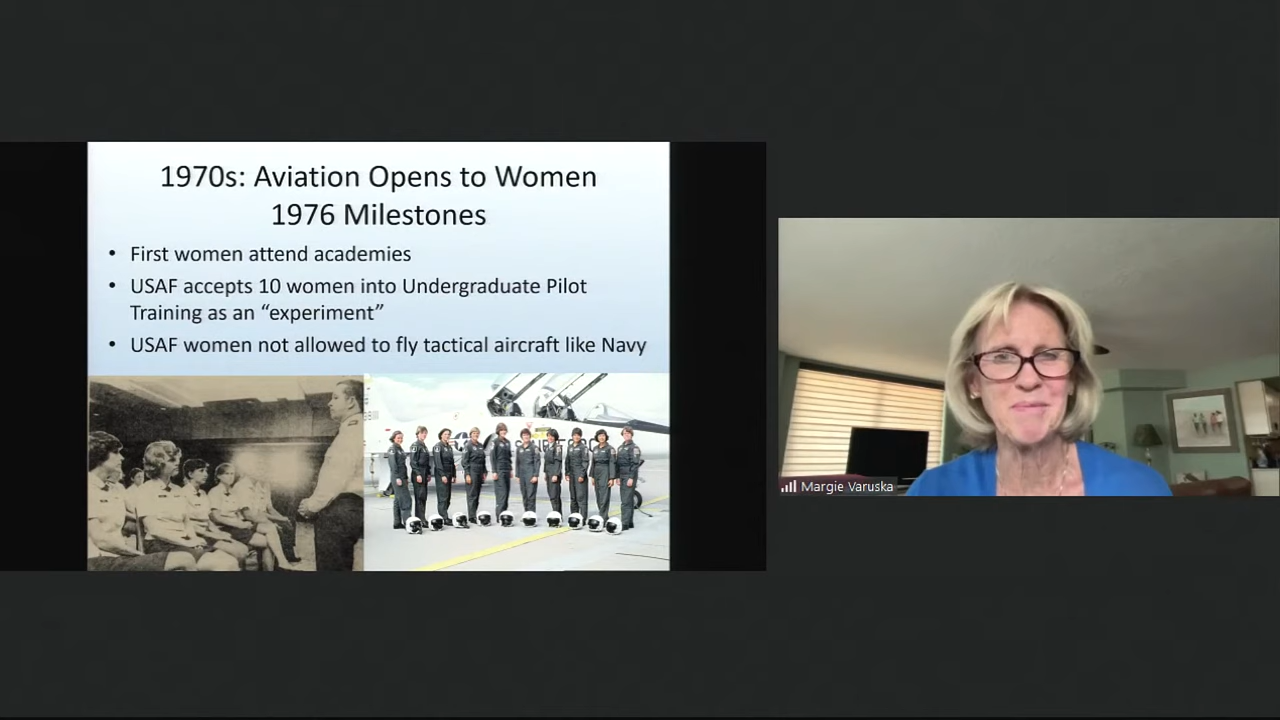 1970s: Aviation Opens to Women
1976 Milestones
• First women attend academies
• USAF accepts 10 women into Undergraduate Pilot
Training as an “experiment”
• USAF women not allowed to fly tactical aircraft like Navy
Margie Varuska